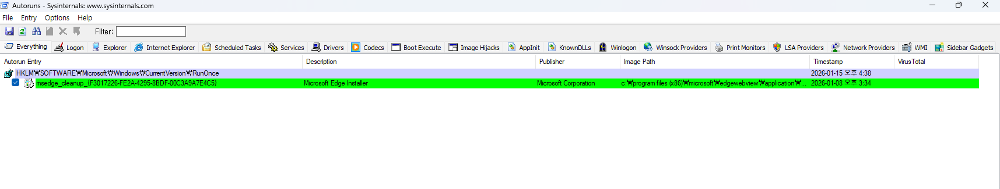 Autoruns - Sysinternals: www.sysinternals.com
File Entry Options Help
Filter:
Everything Logon Explorer Internet Explorer Scheduled Tasks Services Drivers Codecs Boot Execute Image Hijacks AppInit KnownDLLs Winlogon Winsock Providers Print Monitors LSA Providers Network Providers WMI Sidebar Gadgets
Autorun Entry Description Publisher Image Path Timestamp VirusTotal
HKLM₩SOFTWARE₩Microsoft₩Windows₩CurrentVersion₩RunOnce 2026-01-15 오후 4:38
msedge_cleanup_{F3017226-FE2A-4295-8BDF-00C3A9A7E4C5} Microsoft Edge Installer Microsoft Corporation c:₩program files (x86)₩microsoft₩edgewebview₩application₩... 2026-01-08 오후 3:34